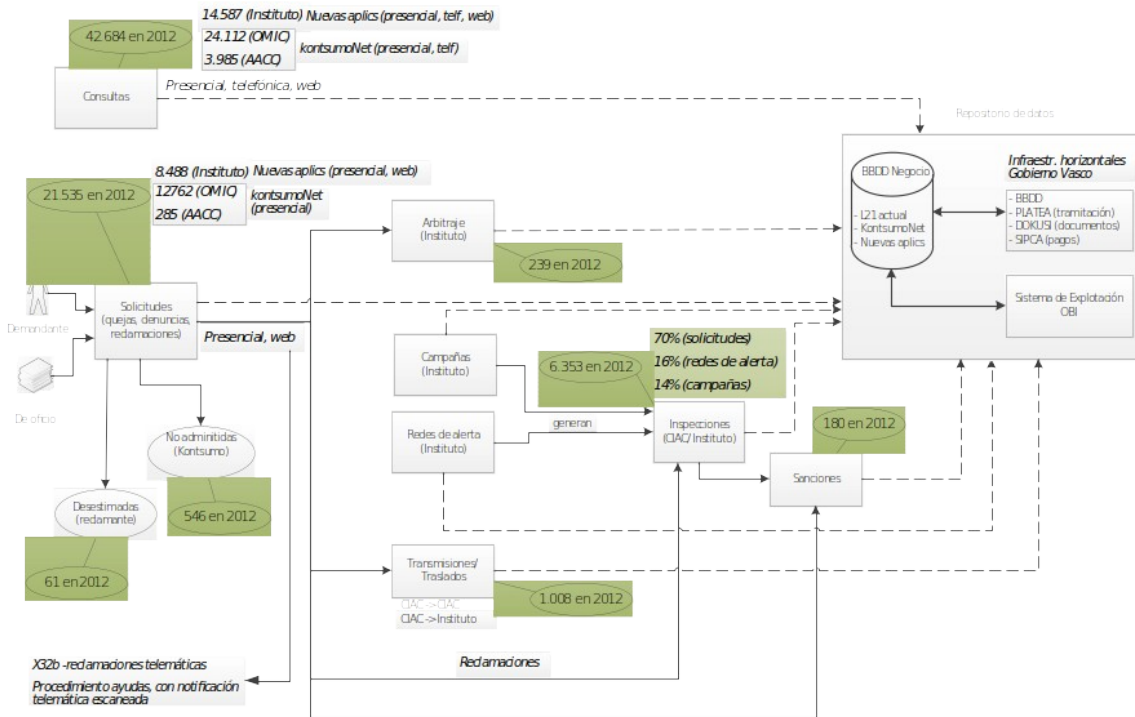 14.587 (Instituto) Nuevas aplics (presencial, telf, web)
42.684 en 2012
24.112 (OMIC)
3.985 (AACC)
kontsumoNet (presencial, telf)
Consultas
Presencial, telefónica, web
Repositorio de datos
8.488 (Instituto) Nuevas aplics (presencial, web)
21.535 en 2012
12762 (OMIC)
285 (AACC)
kontsumoNet
(presencial)
BBDD Negocio
- L21 actual
- KontsumoNet
- Nuevas aplics
Infraestr. horizontales
Gobierno Vasco
- BBDD
- PLATEA (tramitación)
- DOKUSI (documentos)
- SIPCA (pagos)
Arbitraje
(Instituto)
239 en 2012
Sistema de Explotación
OBI
Demandante
Solicitudes
(quejas, denuncias,
reclamaciones)
Presencial, web
De oficio
Campañas
(Instituto)
6.353 en 2012
70% (solicitudes)
16% (redes de alerta)
14% (campañas)
Redes de alerta
(Instituto)
generan
Inspecciones
(CIAC/ Instituto)
180 en 2012
Sanciones
No adminitidas
(Kontsumo)
546 en 2012
Desestimadas
(reclamante)
61 en 2012
Transmisiones/
Traslados
1.008 en 2012
CIAC -> CIAC
CIAC -> Instituto
Reclamaciones
X32b -reclamaciones telemáticas
Procedimiento ayudas, con notificación
telemática escaneada